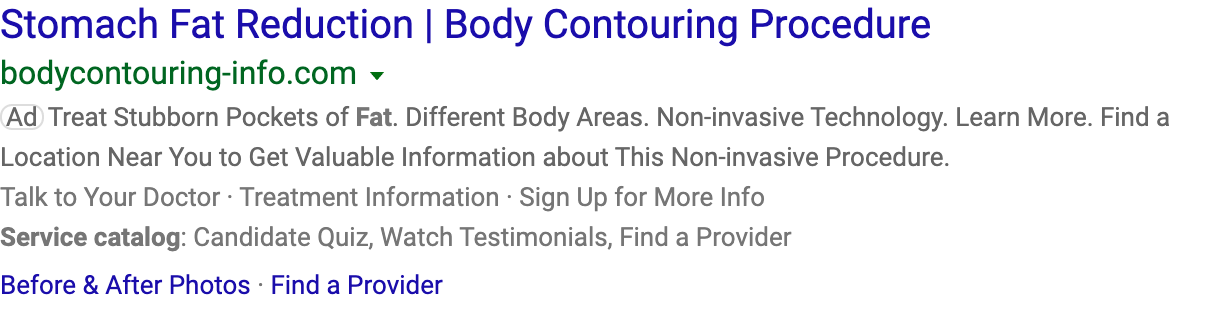 Stomach Fat Reduction | Body Contouring Procedure
bodycontouring-info.com
Ad Treat Stubborn Pockets of Fat. Different Body Areas. Non-invasive Technology. Learn More. Find a
Location Near You to Get Valuable Information about This Non-invasive Procedure.
Talk to Your Doctor · Treatment Information · Sign Up for More Info
Service catalog: Candidate Quiz, Watch Testimonials, Find a Provider
Before & After Photos · Find a Provider